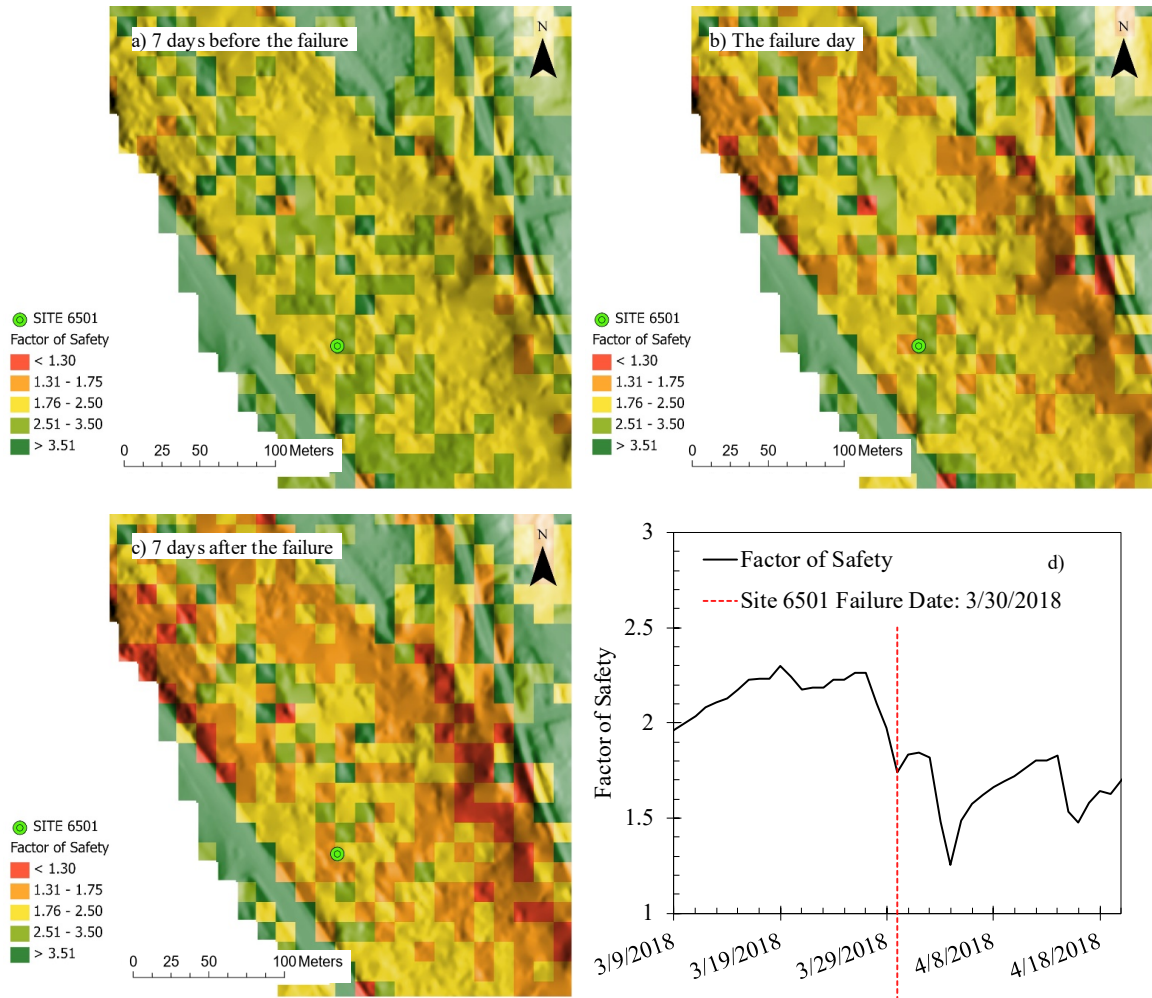 a) 7 days before the failure
N
SITE 6501
Factor of Safety
< 1.30
1.31 - 1.75
1.76 - 2.50
2.51 - 3.50
> 3.51
0 25 50 100 Meters
b) The failure day
N
SITE 6501
Factor of Safety
< 1.30
1.31 - 1.75
1.76 - 2.50
2.51 - 3.50
> 3.51
0 25 50 100 Meters
c) 7 days after the failure
N
SITE 6501
Factor of Safety
< 1.30
1.31 - 1.75
1.76 - 2.50
2.51 - 3.50
> 3.51
0 25 50 100 Meters
d)
Factor of Safety
Site 6501 Failure Date: 3/30/2018
Factor of Safety
3
2.5
2
1.5
1
3/9/2018 3/19/2018 3/29/2018 4/8/2018 4/18/2018